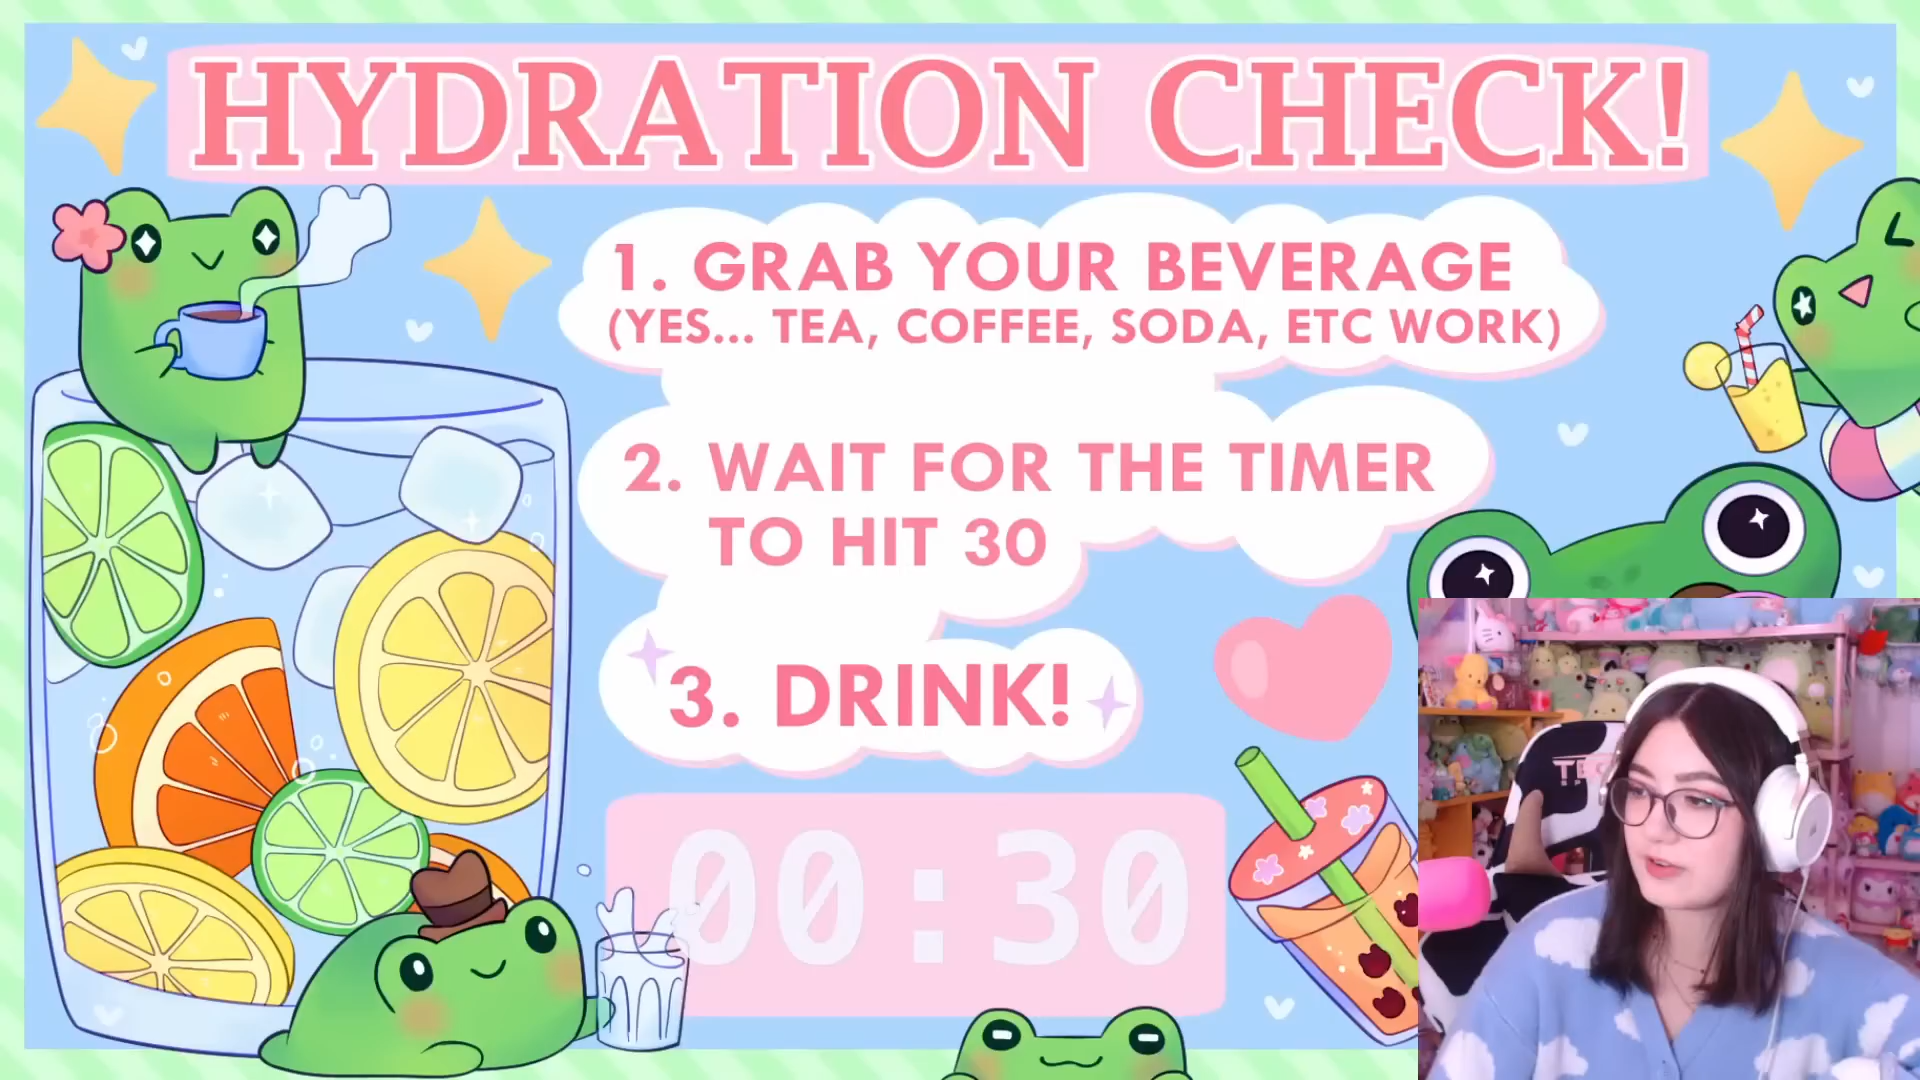 HYDRATION CHECK!
1. GRAB YOUR BEVERAGE
(YES... TEA, COFFEE, SODA, ETC WORK)
2. WAIT FOR THE TIMER
TO HIT 30
3. DRINK!
00:30